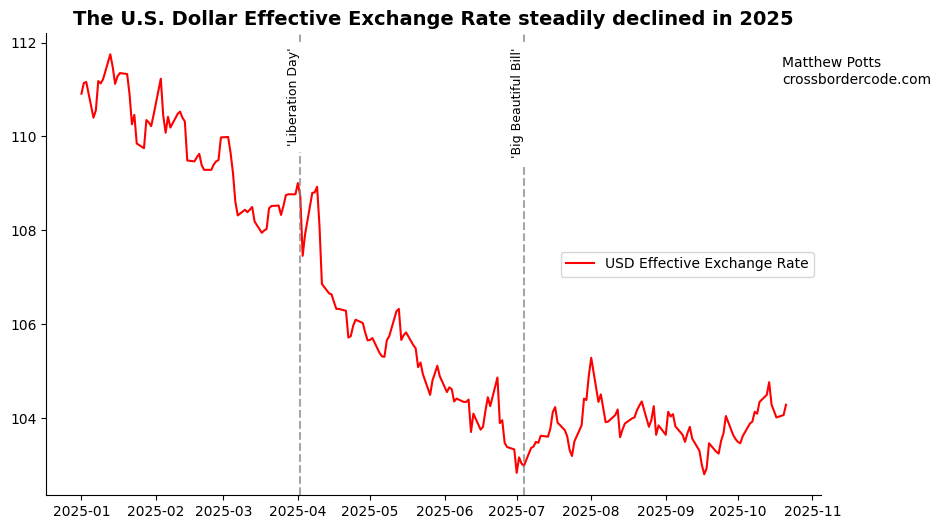 The U.S. Dollar Effective Exchange Rate steadily declined in 2025
112
110
108
106
104
'Liberation Day'
'Big Beautiful Bill'
Matthew Potts
crossbordercode.com
USD Effective Exchange Rate
2025-01 2025-02 2025-03 2025-04 2025-05 2025-06 2025-07 2025-08 2025-09 2025-10 2025-11